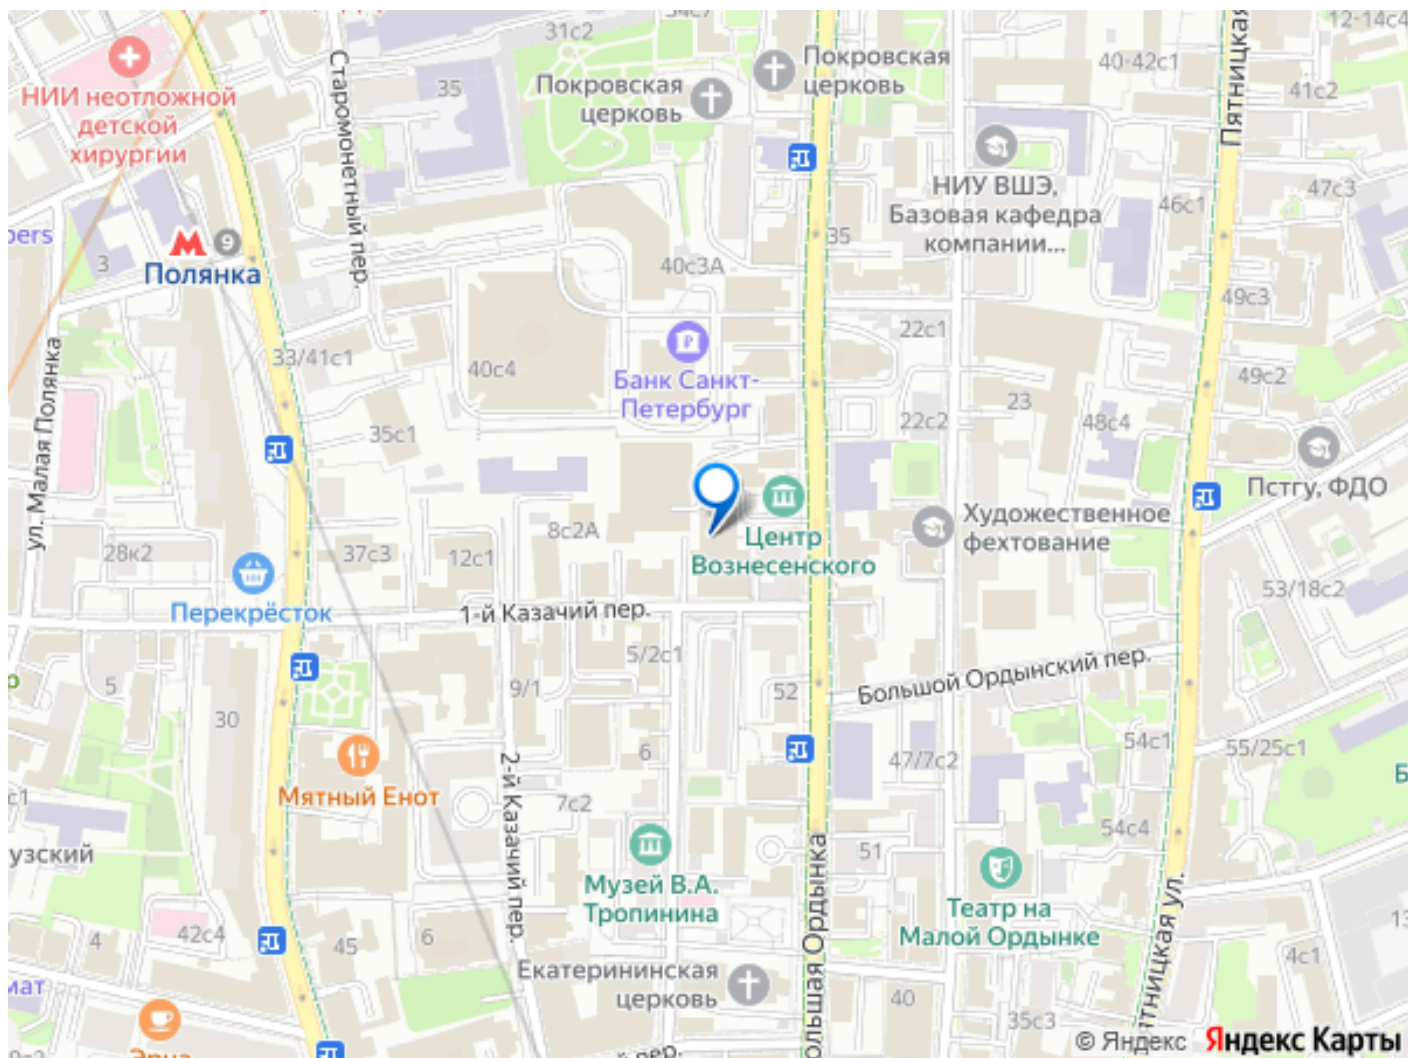 31с2
12-14с4
Покровская
церковь
Покровская
церковь
40-42с1
41с2
35
НИИ неотложной
детской
хирургии
Старомонетный пер.
Пятницкая
НИУ ВШЭ,
Базовая кафедра
компании...
47с3
46с1
35
3
9
Полянка
40с3А
49с3
22с1
33/41с1
40с4
Банк Санкт-
Петербург
49с2
23
ул. Малая Полянка
35с1
22с2
48с4
Пстгу, ФДО
Центр
Вознесенского
Художественное
фехтование
8с2А
28к2
37с3
12с1
53/18с2
Перекрёсток
1-й Казачий пер.
5/2с1
Большой Ордынский пер.
5
9/1
52
30
6
47/7с2
54с1
55/25с1
2-й Казачий пер.
Мятный Енот
7с2
54с4
51
Музей В.А.
Тропинина
Большая Ордынка
Театр на
Малой Ордынке
42с4
4
45
6
4с1
Екатерининская
церковь
40
35с3
© Яндекс
Яндекс Карты